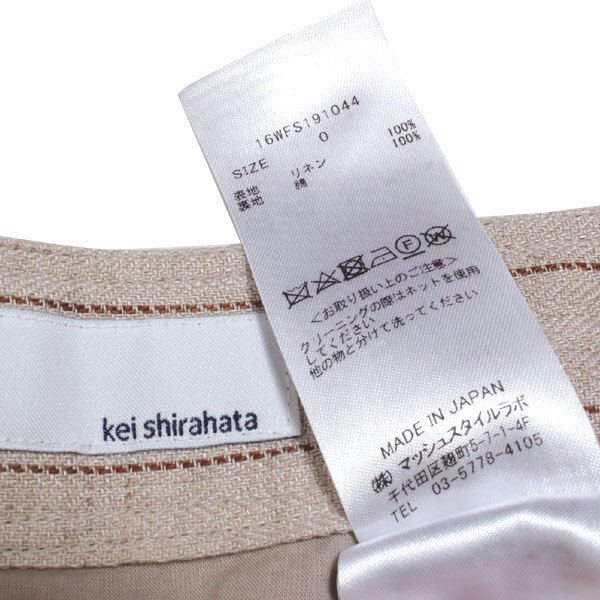 16WFS191044
SIZE 0
表地 リネン 100%
裏地 綿 100%
<お取り扱い上のご注意>
クリーニングの際はネットを使用
してください
他の物と分けて洗ってください
MADE IN JAPAN
(株)マッシュスタイルラボ
千代田区麹町5-7-1-4F
TEL 03-5778-4105
kei shirahata